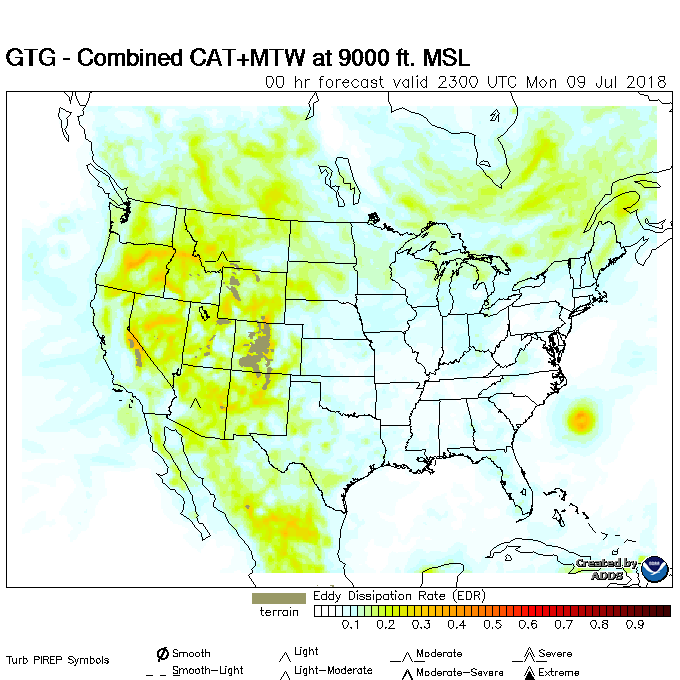 GTG - Combined CAT+MTW at 9000 ft. MSL
00 hr forecast valid 2300 UTC Mon 09 Jul 2018
Created by
ADDS
Eddy Dissipation Rate (EDR)
terrain
0.1 0.2 0.3 0.4 0.5 0.6 0.7 0.8 0.9
Turb PIREP Symbols
Smooth Light Moderate Severe
Smooth-Light Light-Moderate Moderate-Severe Extreme